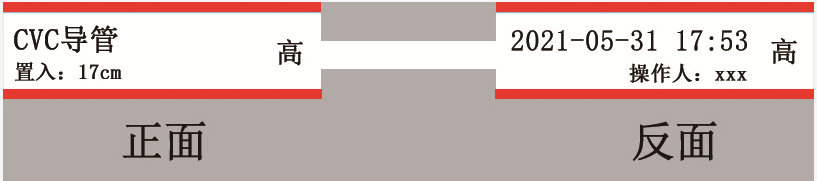 CVC导管
置入：17cm
高
2021-05-31 17:53
操作人：xxx
高
正面
反面